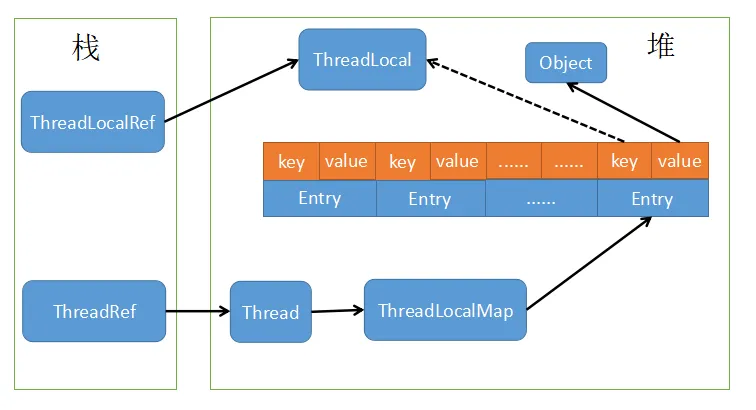 栈
堆
ThreadLocal
Object
ThreadLocalRef
key value key value ...... ...... key value
Entry Entry ...... Entry
ThreadRef
Thread
ThreadLocalMap